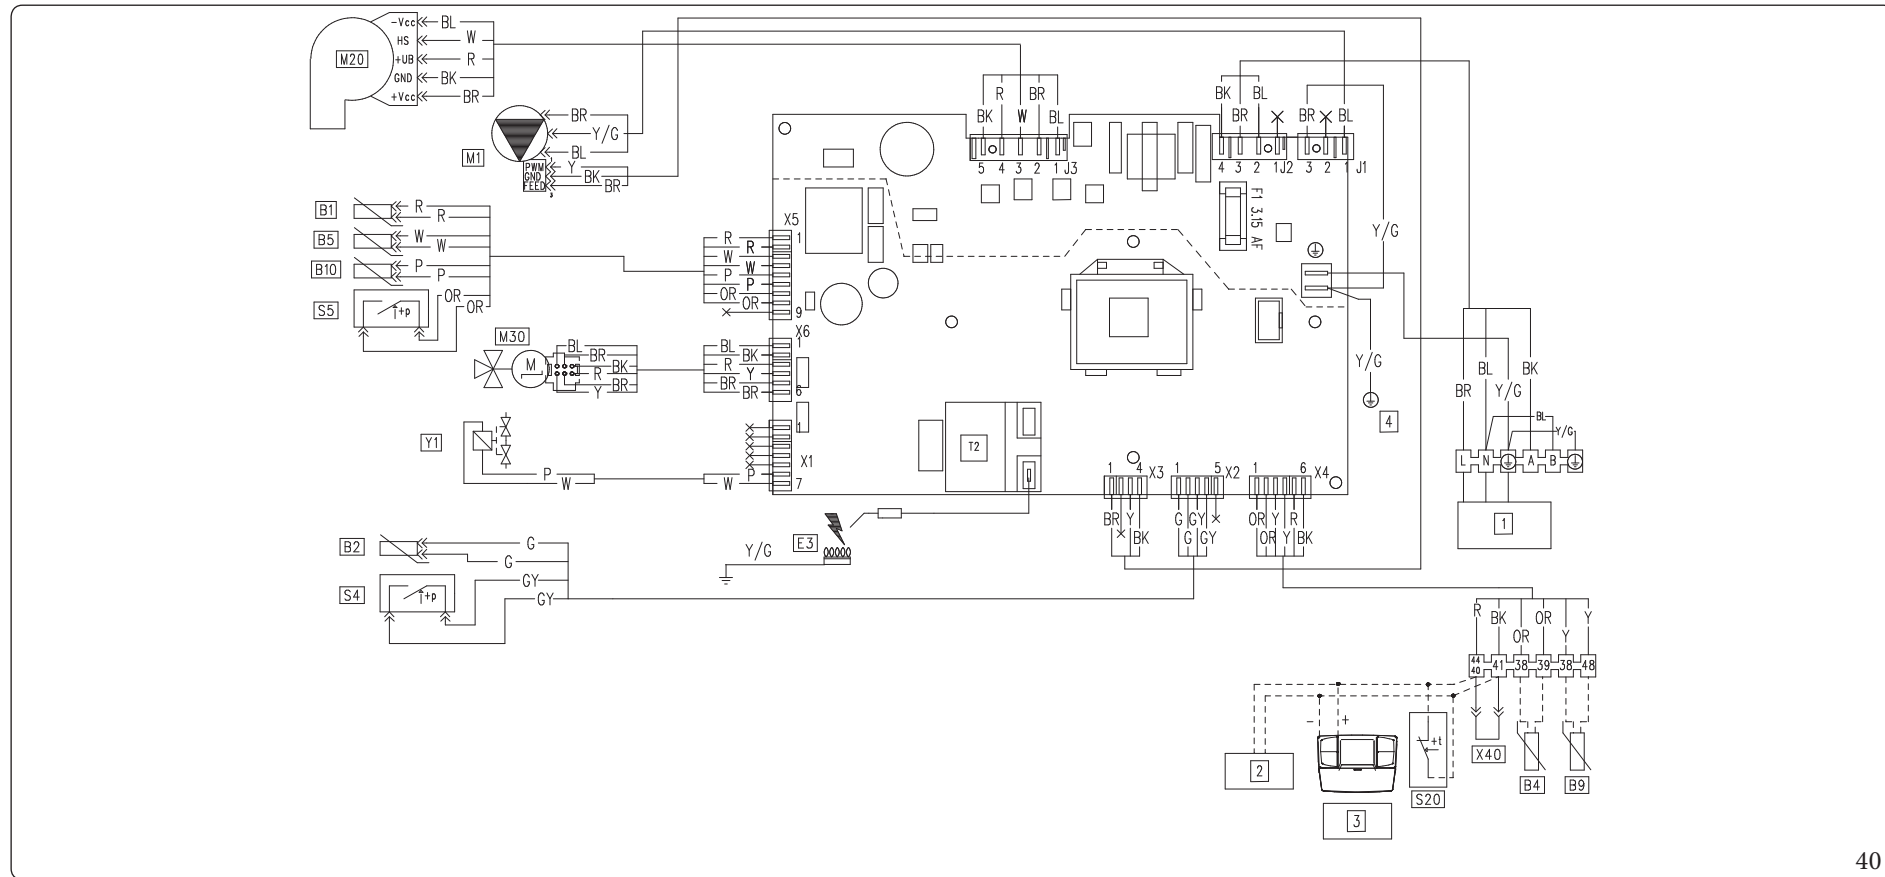 -Vcc BL
HS W
M20 +UB R
GND BK
+Vcc BR
BR
Y/G
BL
M1
PWM Y
GND BK
FEED BR
B1 R
R
B5 W
W
B10 P
P
S5 +p OR
OR
M30
M
BL
BR
BK
R
BR
Y
Y1
P
W
B2 G
G
S4 +p GY
GY
X5
R 1
R
W
W
P
P
OR
OR
9
X6
BL 1
BK
R
Y
BR
BR 6
1
X1
P
W 7
R BR
BK W BL
5 4 3 2 1 J3
BK BL
BR
4 3 2 1 J2
BR BL
3 2 1 J1
F1 3.15 AF
Y/G
Y/G
4
T2
E3
Y/G
1 4 X3
BR Y
BK
1 5 X2
G GY
G GY
1 6 X4
OR Y R
OR Y BK
BR BL Y/G BK
BL
Y/G
L N A B
1
R BK OR OR Y Y
44
40 41 38 39 38 48
- +
+t
2
3
S20
X40
B4
B9
40